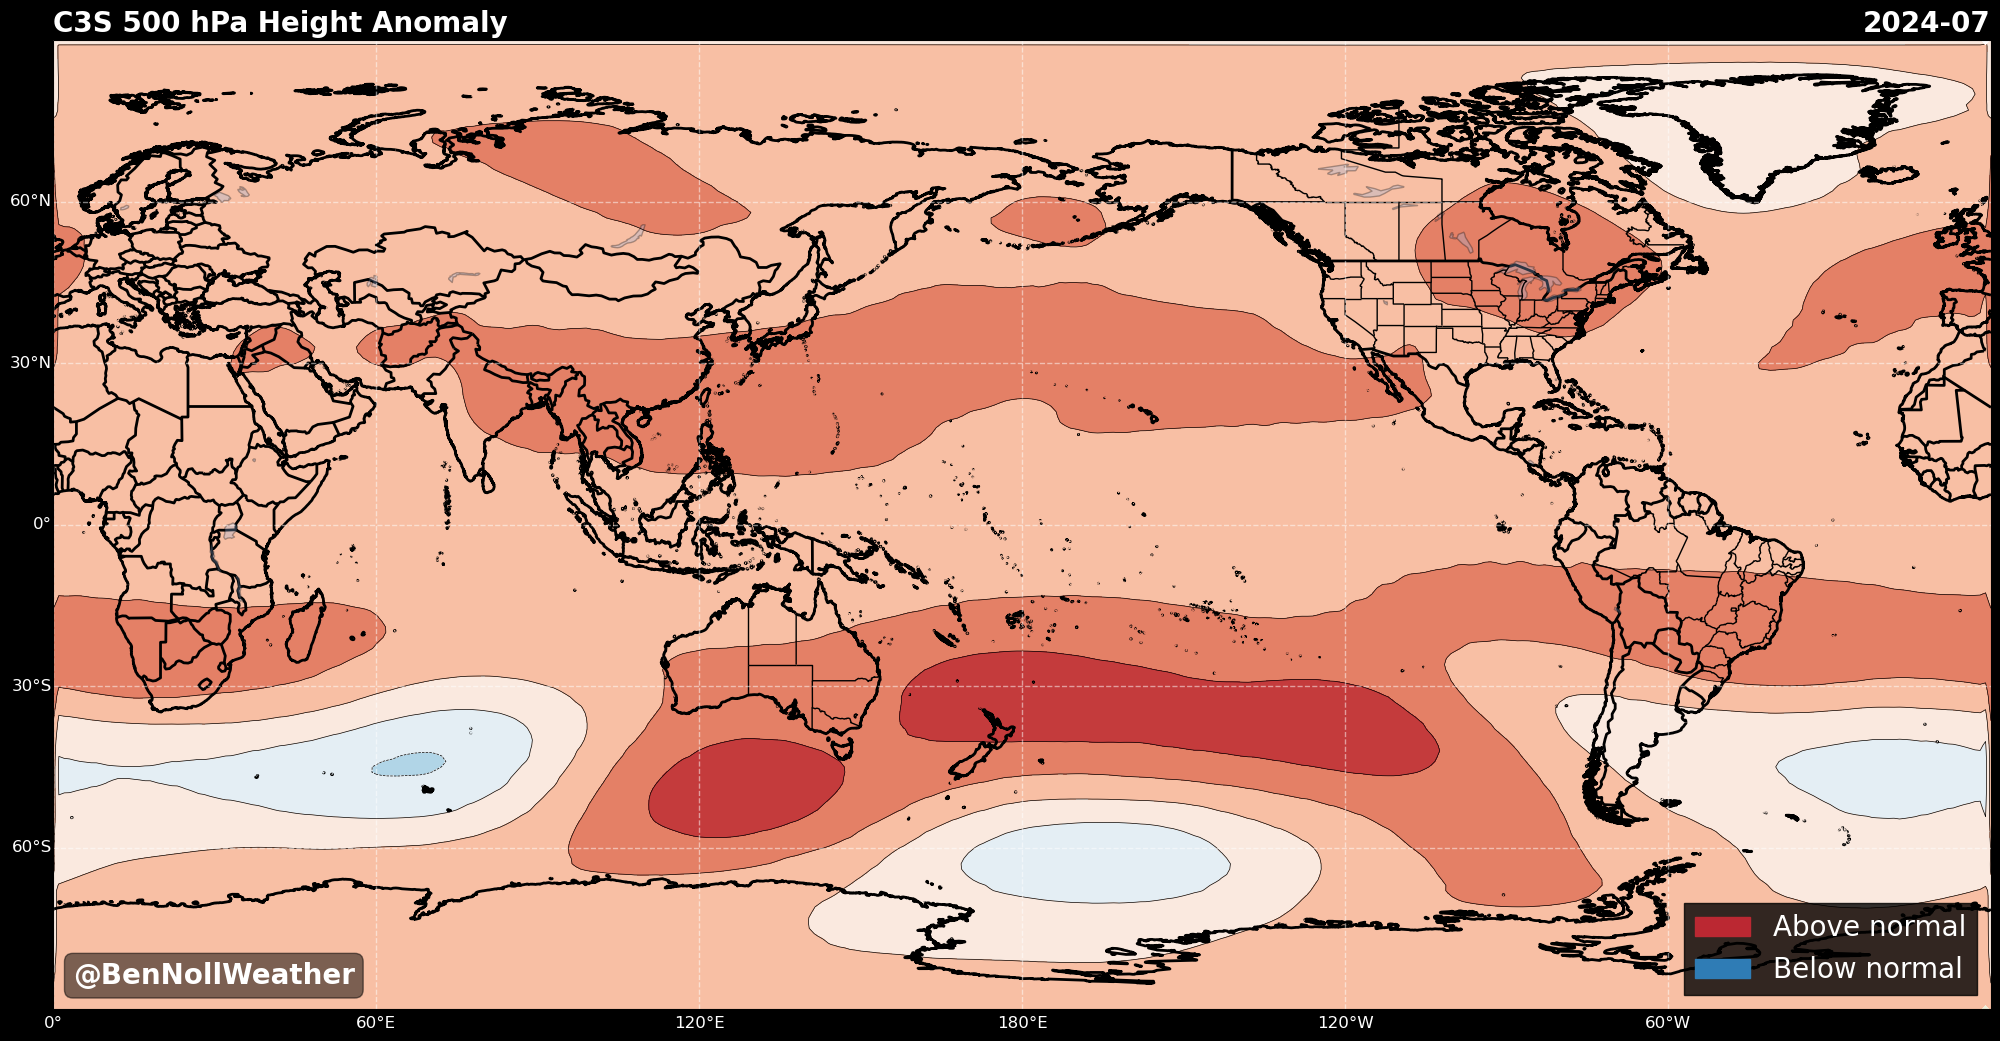 C3S 500 hPa Height Anomaly
2024-07
60°N
30°N
0°
30°S
60°S
0°
60°E
120°E
180°E
120°W
60°W
@BenNollWeather
Above normal
Below normal